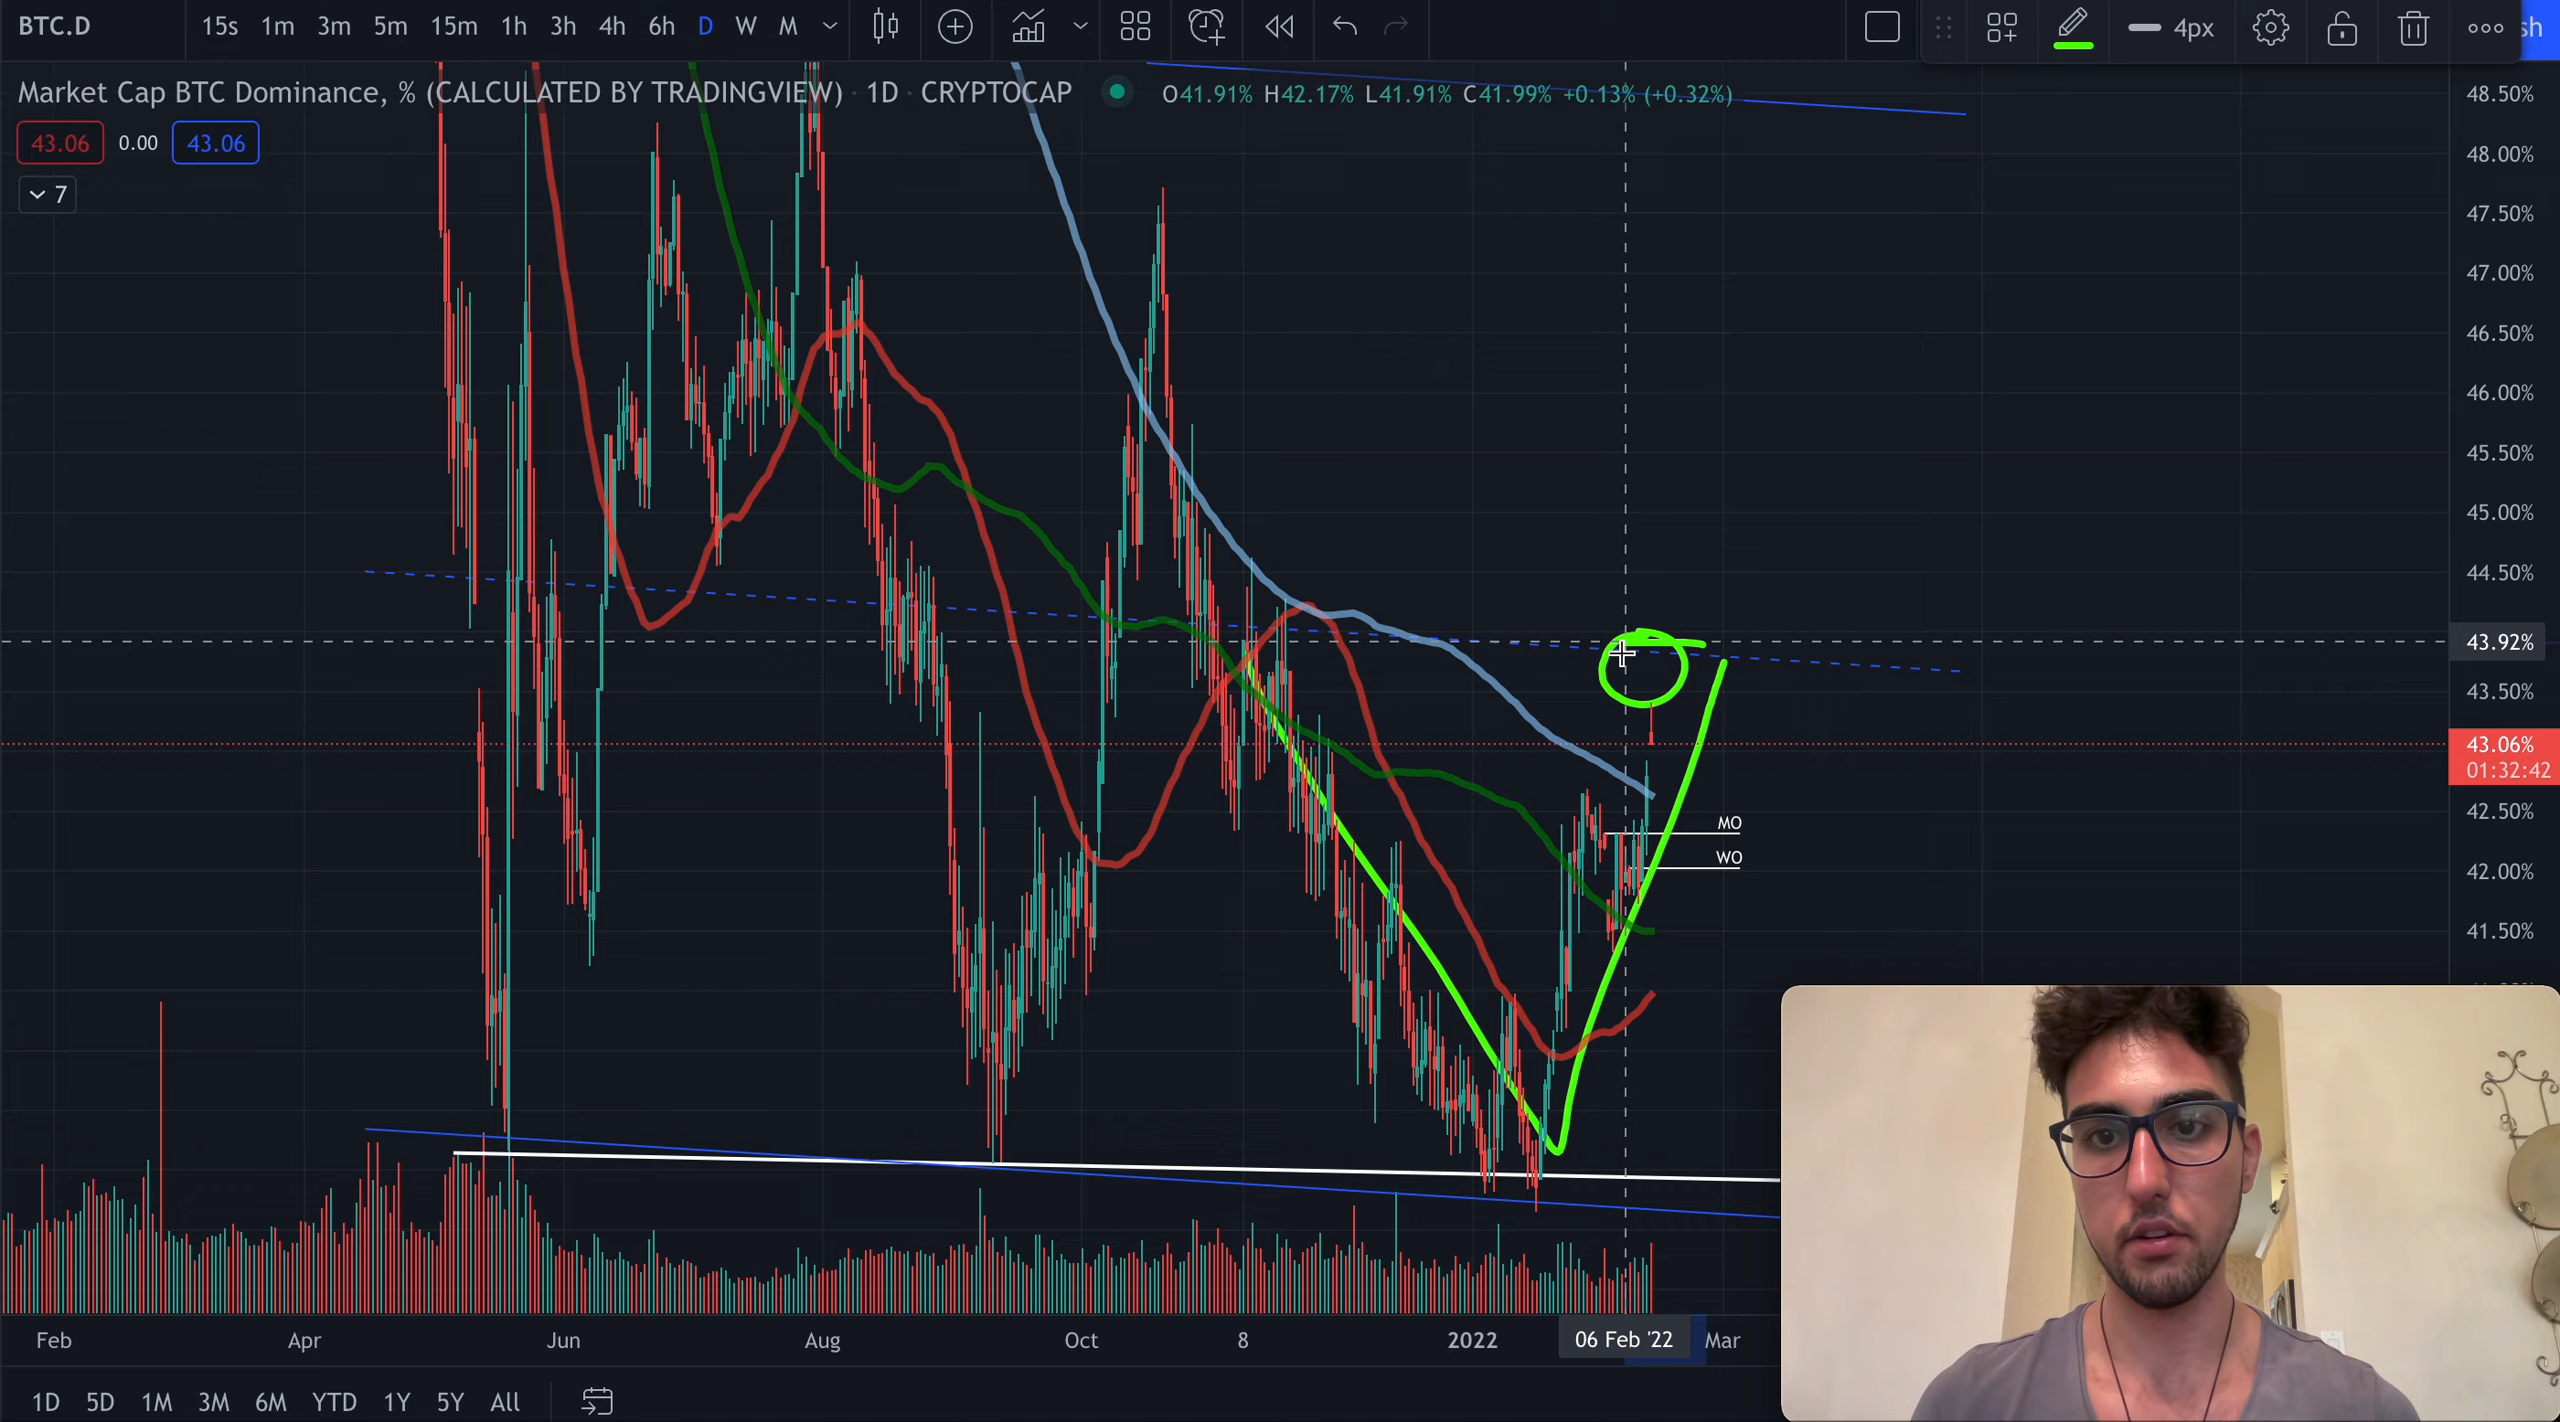 BTC.D 15s 1m 3m 5m 15m 1h 3h 4h 6h D W M 4px sh
Market Cap BTC Dominance, % (CALCULATED BY TRADINGVIEW) · 1D · CRYPTOCAP O41.91% H42.17% L41.91% C41.99% +0.13% (+0.32%)
43.06 0.00 43.06
7
48.50%
48.00%
47.50%
47.00%
46.50%
46.00%
45.50%
45.00%
44.50%
43.92%
43.50%
43.06%
01:32:42
42.50%
MO
WO
42.00%
41.50%
Feb Apr Jun Aug Oct 8 2022 06 Feb '22 Mar
1D 5D 1M 3M 6M YTD 1Y 5Y All